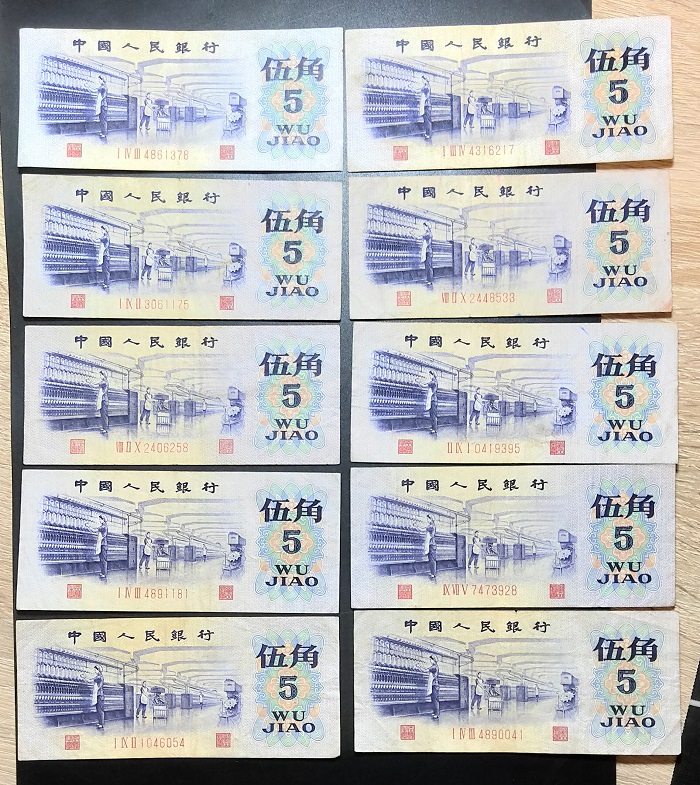 中國人民銀行
伍角
5
WU
JIAO
I IV III 4861376
中國人民銀行
伍角
5
WU
JIAO
I III IV 4316217
中國人民銀行
伍角
5
WU
JIAO
I IX II 3061175
中國人民銀行
伍角
5
WU
JIAO
VIII II X 2448533
中國人民銀行
伍角
5
WU
JIAO
VIII II X 2406258
中國人民銀行
伍角
5
WU
JIAO
II IX I 0419395
中國人民銀行
伍角
5
WU
JIAO
I IV III 4891181
中國人民銀行
伍角
5
WU
JIAO
IX VII V 7473928
中國人民銀行
伍角
5
WU
JIAO
I IX II 1046054
中國人民銀行
伍角
5
WU
JIAO
I IV III 4890041